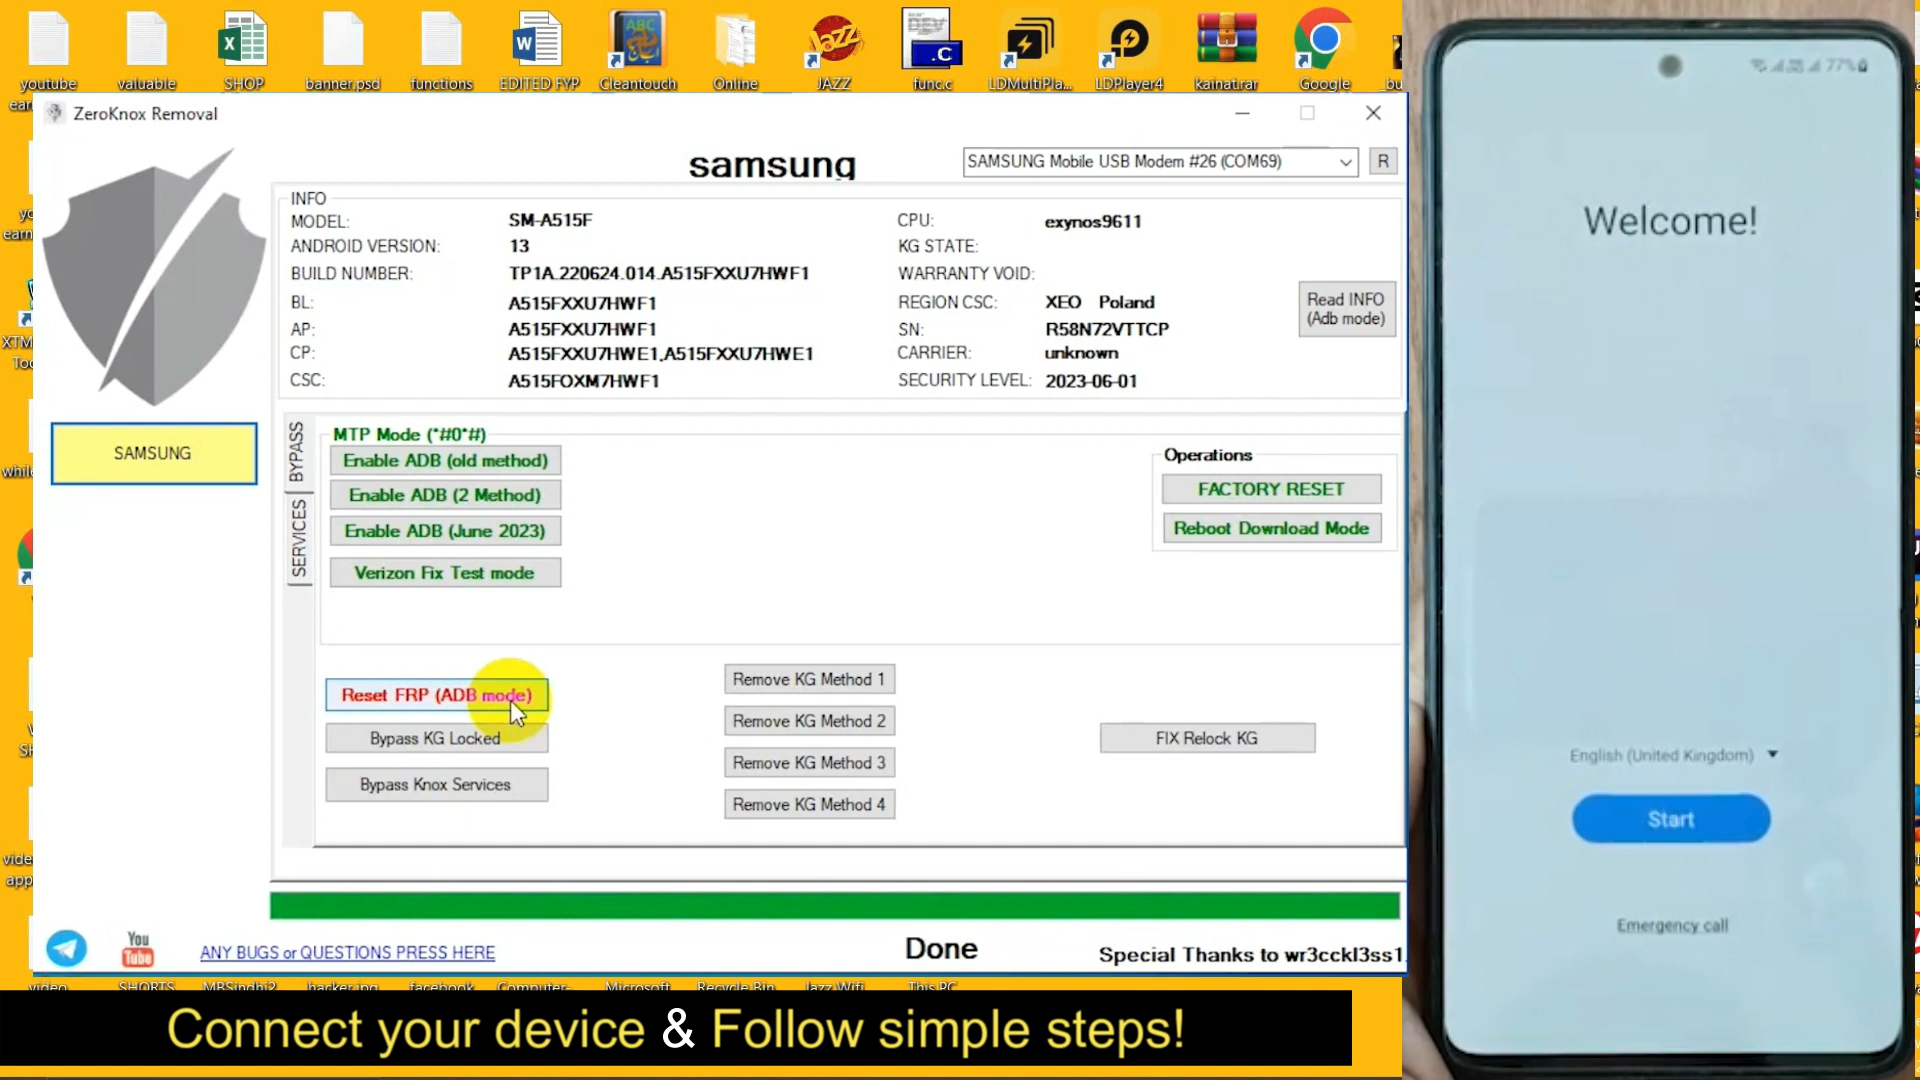 youtube
valuable
SHOP
banner.psd
functions
EDITED FYP
Cleantouch
Online
JAZZ
func.c
LDMultiPla...
LDPlayer4
kainat.rar
Google
ZeroKnox Removal
77%
samsung
SAMSUNG Mobile USB Modem #26 (COM69)
R
INFO
MODEL: SM-A515F
CPU: exynos9611
ANDROID VERSION: 13
KG STATE:
BUILD NUMBER: TP1A.220624.014.A515FXXU7HWF1
WARRANTY VOID:
BL: A515FXXU7HWF1
REGION CSC: XEO Poland
AP: A515FXXU7HWF1
SN: R58N72VTTCP
CP: A515FXXU7HWE1,A515FXXU7HWE1
CARRIER: unknown
CSC: A515FOXM7HWF1
SECURITY LEVEL: 2023-06-01
Read INFO
(Adb mode)
SAMSUNG
BYPASS
SERVICES
MTP Mode (*#0*#)
Enable ADB (old method)
Enable ADB (2 Method)
Enable ADB (June 2023)
Verizon Fix Test mode
Operations
FACTORY RESET
Reboot Download Mode
Reset FRP (ADB mode)
Bypass KG Locked
Bypass Knox Services
Remove KG Method 1
Remove KG Method 2
Remove KG Method 3
Remove KG Method 4
FIX Relock KG
You
Tube
ANY BUGS or QUESTIONS PRESS HERE
Done
Special Thanks to wr3cckl3ss1
Connect your device & Follow simple steps!
Welcome!
English (United Kingdom)
Start
Emergency call